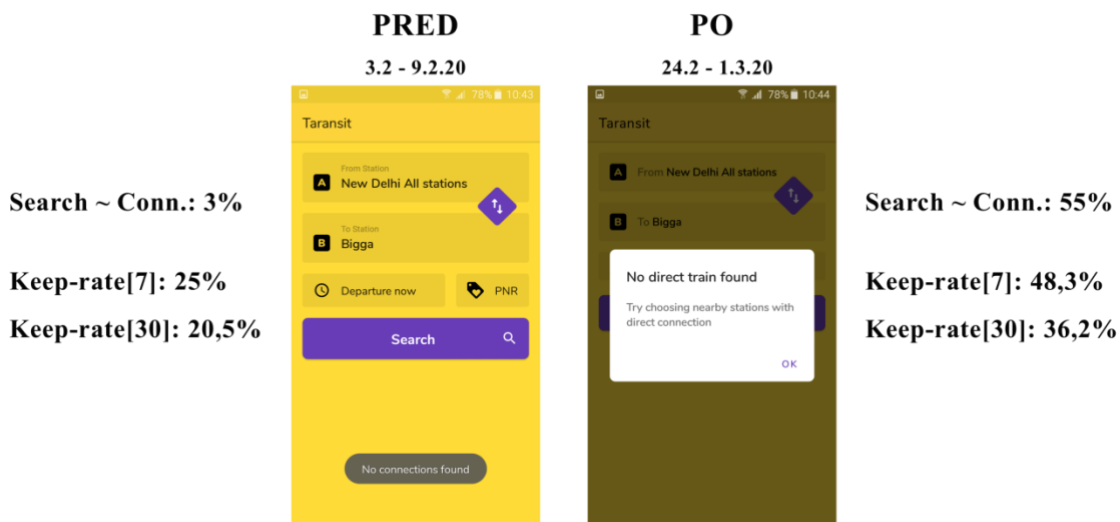 PRED
3.2 - 9.2.20
78% 10:43
Taransit
From Station
A New Delhi All stations
To Station
B Bigga
Departure now PNR
Search
No connections found
Search ~ Conn.: 3%
Keep-rate[7]: 25%
Keep-rate[30]: 20,5%
PO
24.2 - 1.3.20
78% 10:44
Taransit
A From New Delhi All stations
B To Bigga
No direct train found
Try choosing nearby stations with
direct connection
OK
Search ~ Conn.: 55%
Keep-rate[7]: 48,3%
Keep-rate[30]: 36,2%